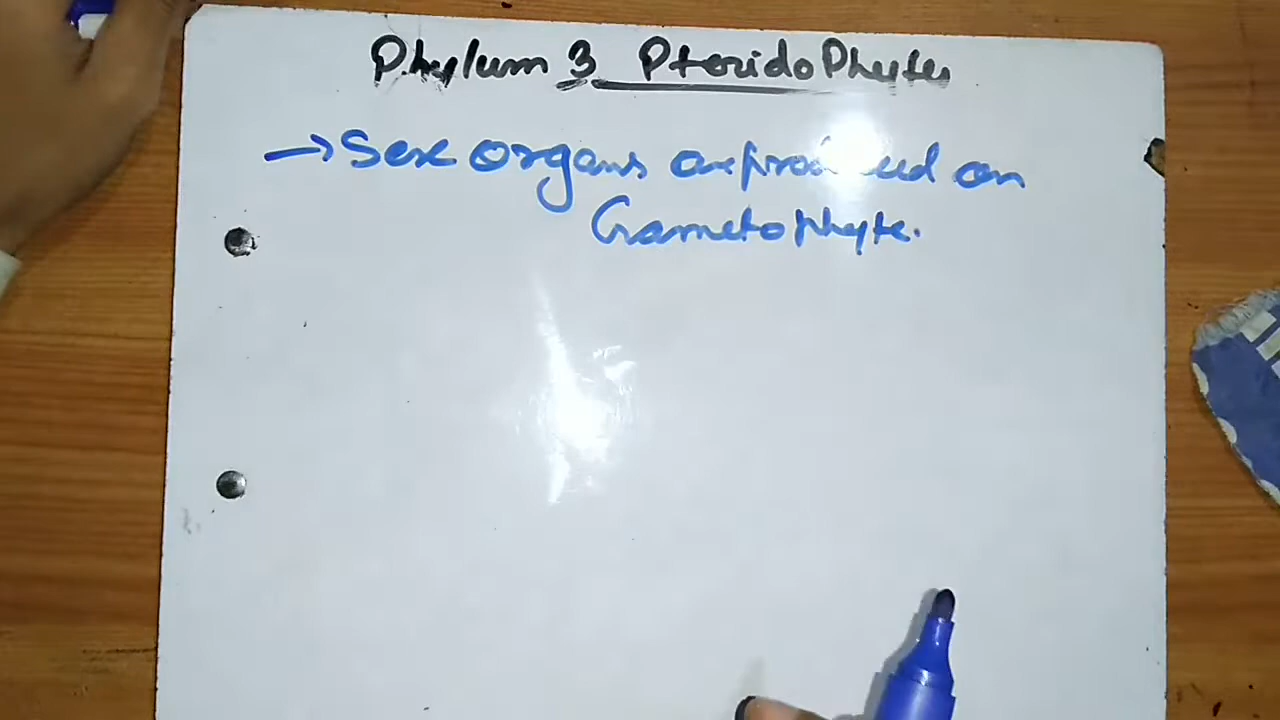 Phylum 3 PteridoPhytes
→ Sex organs are produced on
Gametophyte.